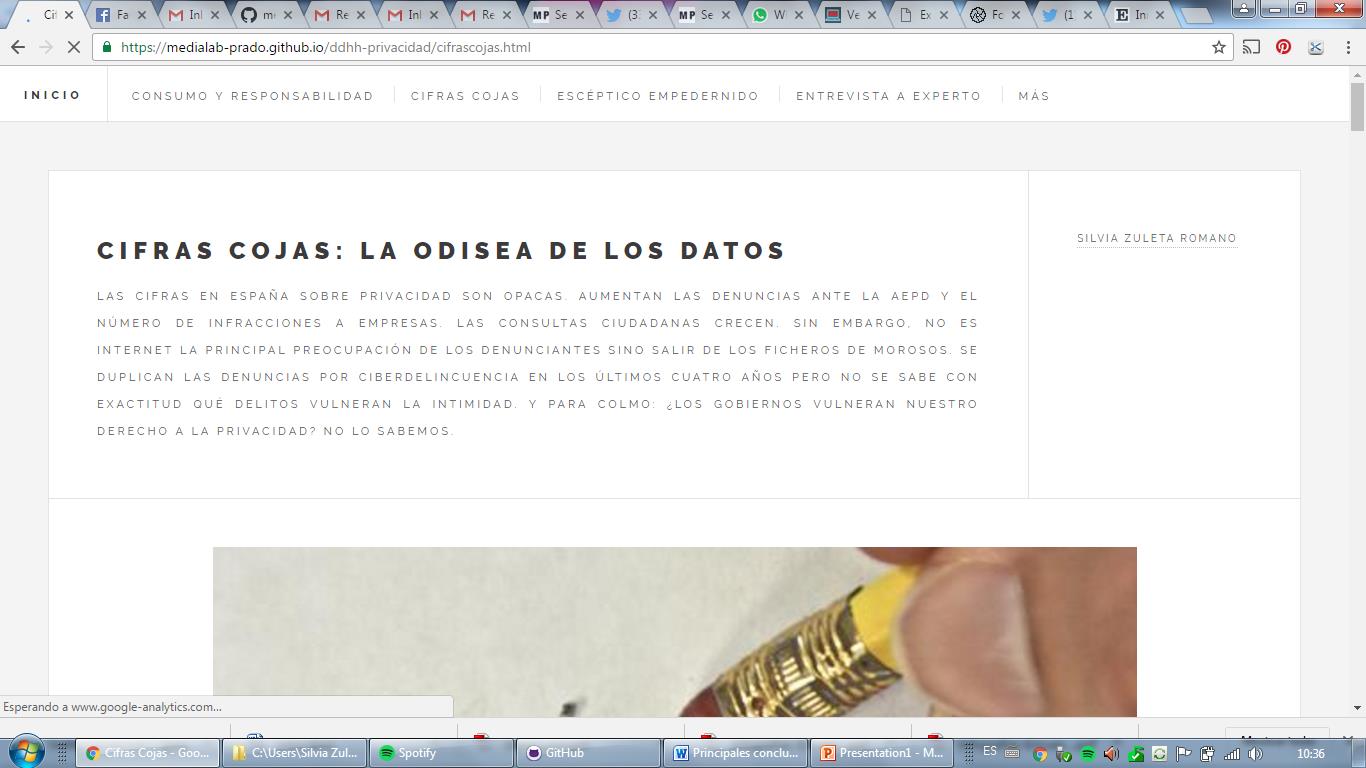 Cif
Fa
Inl
me
Re
Inl
Re
MP Se
(3
MP Se
W
Ve
Ex
Fc
(1
E In
https://medialab-prado.github.io/ddhh-privacidad/cifrascojas.html
INICIO
CONSUMO Y RESPONSABILIDAD
CIFRAS COJAS
ESCÉPTICO EMPEDERNIDO
ENTREVISTA A EXPERTO
MÁS
CIFRAS COJAS: LA ODISEA DE LOS DATOS
SILVIA ZULETA ROMANO
LAS CIFRAS EN ESPAÑA SOBRE PRIVACIDAD SON OPACAS. AUMENTAN LAS DENUNCIAS ANTE LA AEPD Y EL
NÚMERO DE INFRACCIONES A EMPRESAS. LAS CONSULTAS CIUDADANAS CRECEN. SIN EMBARGO, NO ES
INTERNET LA PRINCIPAL PREOCUPACIÓN DE LOS DENUNCIANTES SINO SALIR DE LOS FICHEROS DE MOROSOS. SE
DUPLICAN LAS DENUNCIAS POR CIBERDELINCUENCIA EN LOS ÚLTIMOS CUATRO AÑOS PERO NO SE SABE CON
EXACTITUD QUÉ DELITOS VULNERAN LA INTIMIDAD. Y PARA COLMO: ¿LOS GOBIERNOS VULNERAN NUESTRO
DERECHO A LA PRIVACIDAD? NO LO SABEMOS.
Esperando a www.google-analytics.com...
Cifras Cojas - Goo...
C:\Users\Silvia Zul...
Spotify
GitHub
Principales conclu...
Presentation1 - M...
ES
10:36